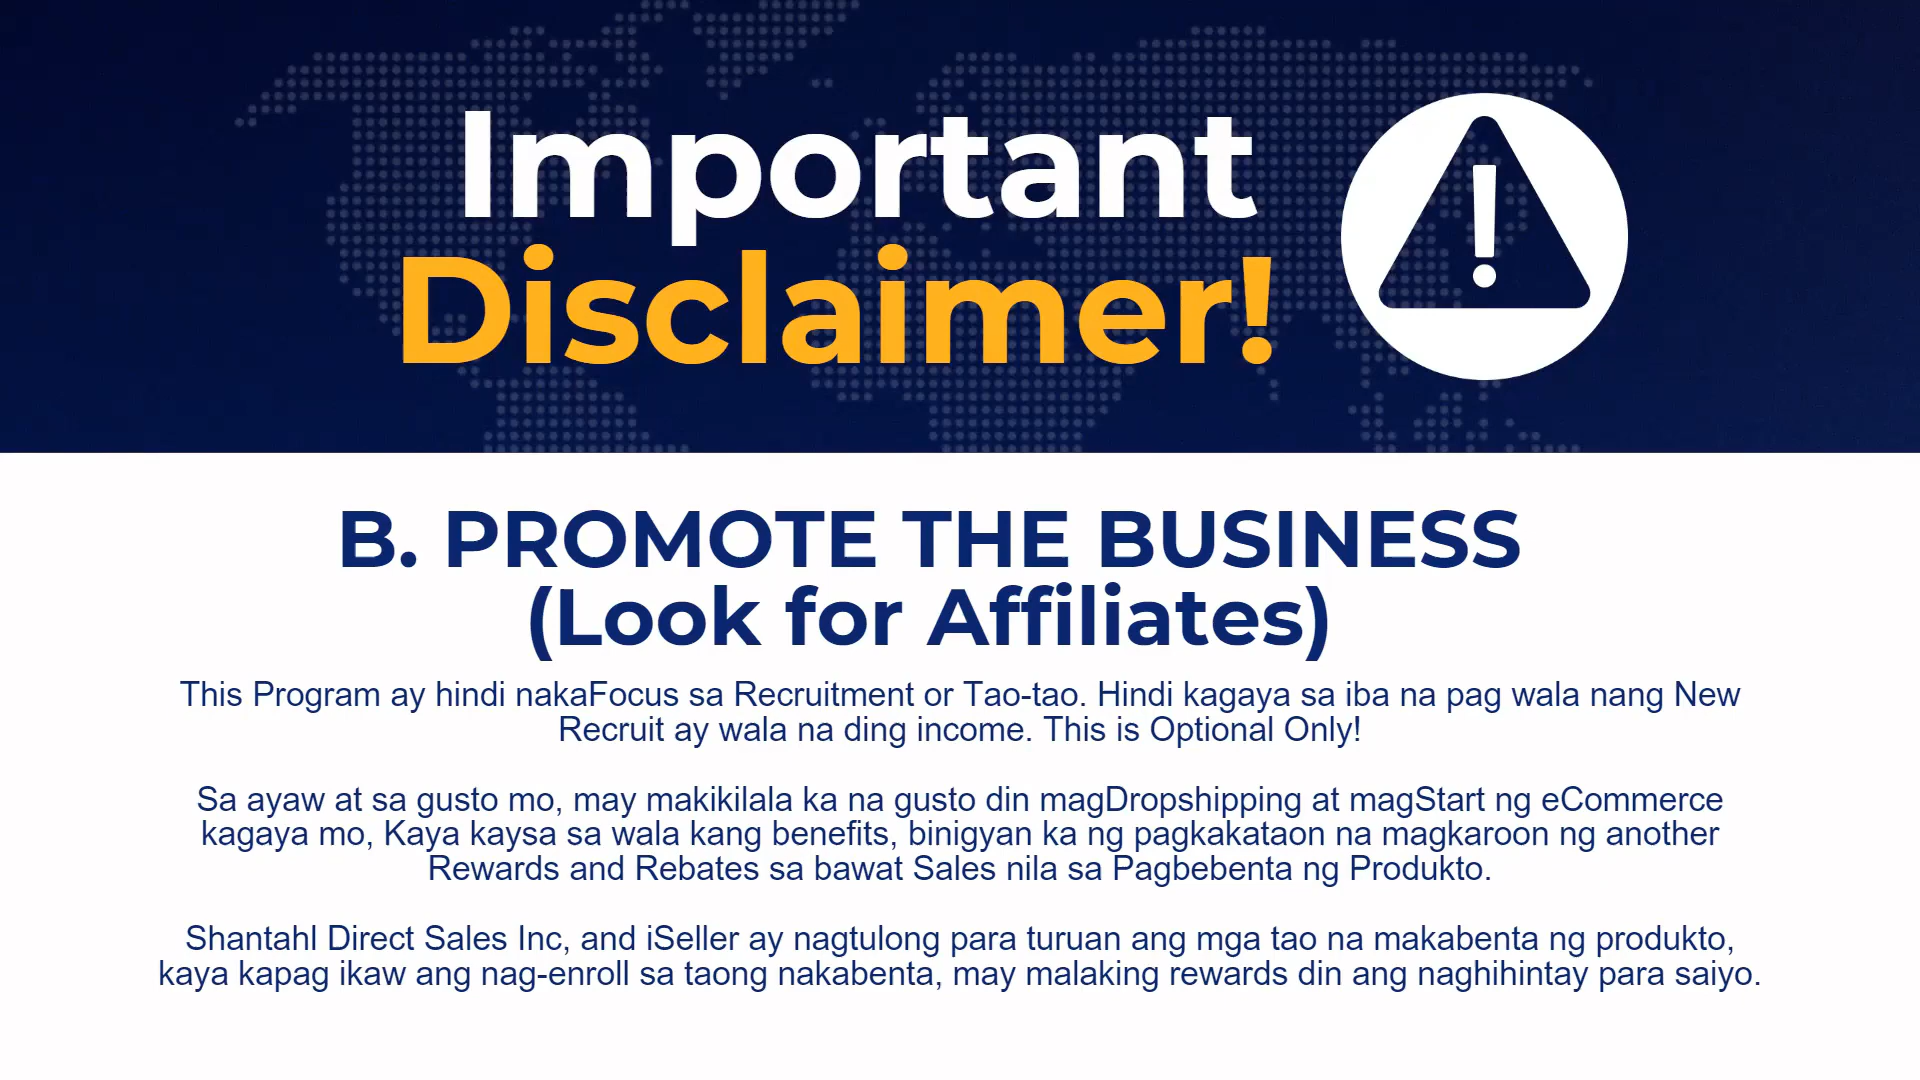 Important
Disclaimer!
B. PROMOTE THE BUSINESS
(Look for Affiliates)
This Program ay hindi nakaFocus sa Recruitment or Tao-tao. Hindi kagaya sa iba na pag wala nang New
Recruit ay wala na ding income. This is Optional Only!
Sa ayaw at sa gusto mo, may makikilala ka na gusto din magDropshipping at magStart ng eCommerce
kagaya mo, Kaya kaysa sa wala kang benefits, binigyan ka ng pagkakataon na magkaroon ng another
Rewards and Rebates sa bawat Sales nila sa Pagbebenta ng Produkto.
Shantahl Direct Sales Inc, and iSeller ay nagtulong para turuan ang mga tao na makabenta ng produkto,
kaya kapag ikaw ang nag-enroll sa taong nakabenta, may malaking rewards din ang naghihintay para saiyo.